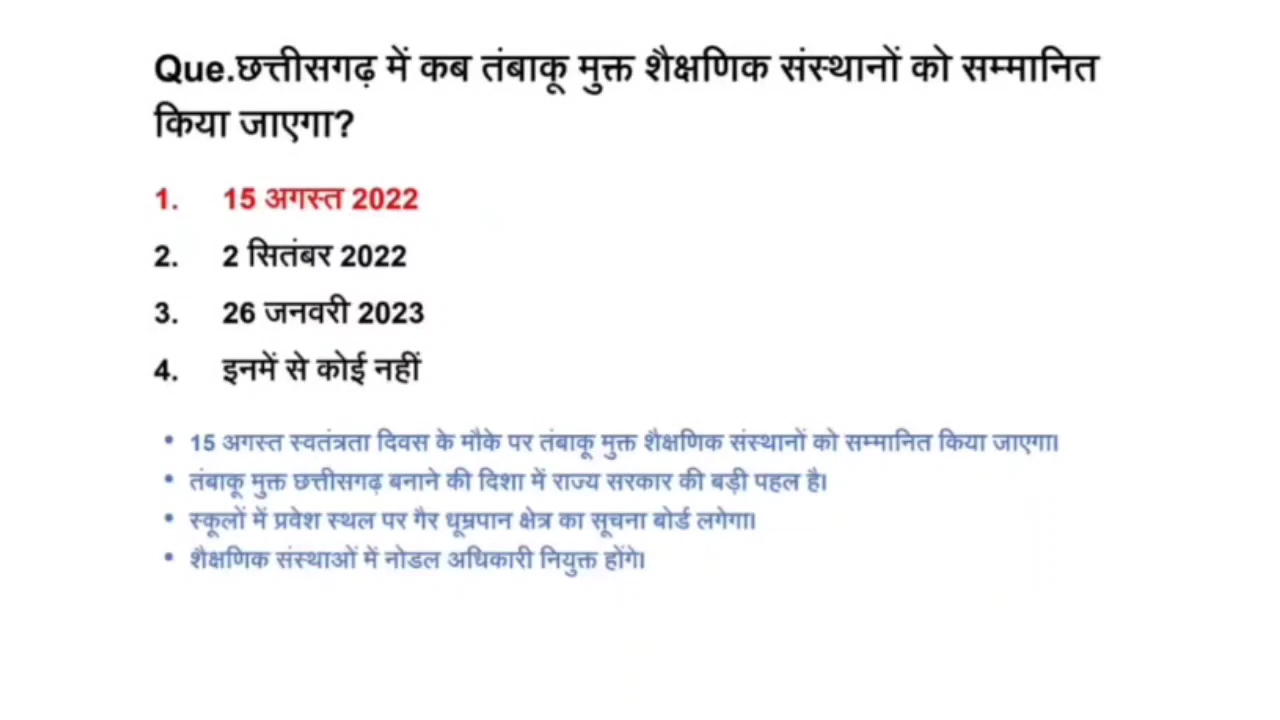 Que.छत्तीसगढ़ में कब तंबाकू मुक्त शैक्षणिक संस्थानों को सम्मानित
किया जाएगा?
1. 15 अगस्त 2022
2. 2 सितंबर 2022
3. 26 जनवरी 2023
4. इनमें से कोई नहीं
• 15 अगस्त स्वतंत्रता दिवस के मौके पर तंबाकू मुक्त शैक्षणिक संस्थानों को सम्मानित किया जाएगा।
• तंबाकू मुक्त छत्तीसगढ़ बनाने की दिशा में राज्य सरकार की बड़ी पहल है।
• स्कूलों में प्रवेश स्थल पर गैर धूम्रपान क्षेत्र का सूचना बोर्ड लगेगा।
• शैक्षणिक संस्थाओं में नोडल अधिकारी नियुक्त होंगे।